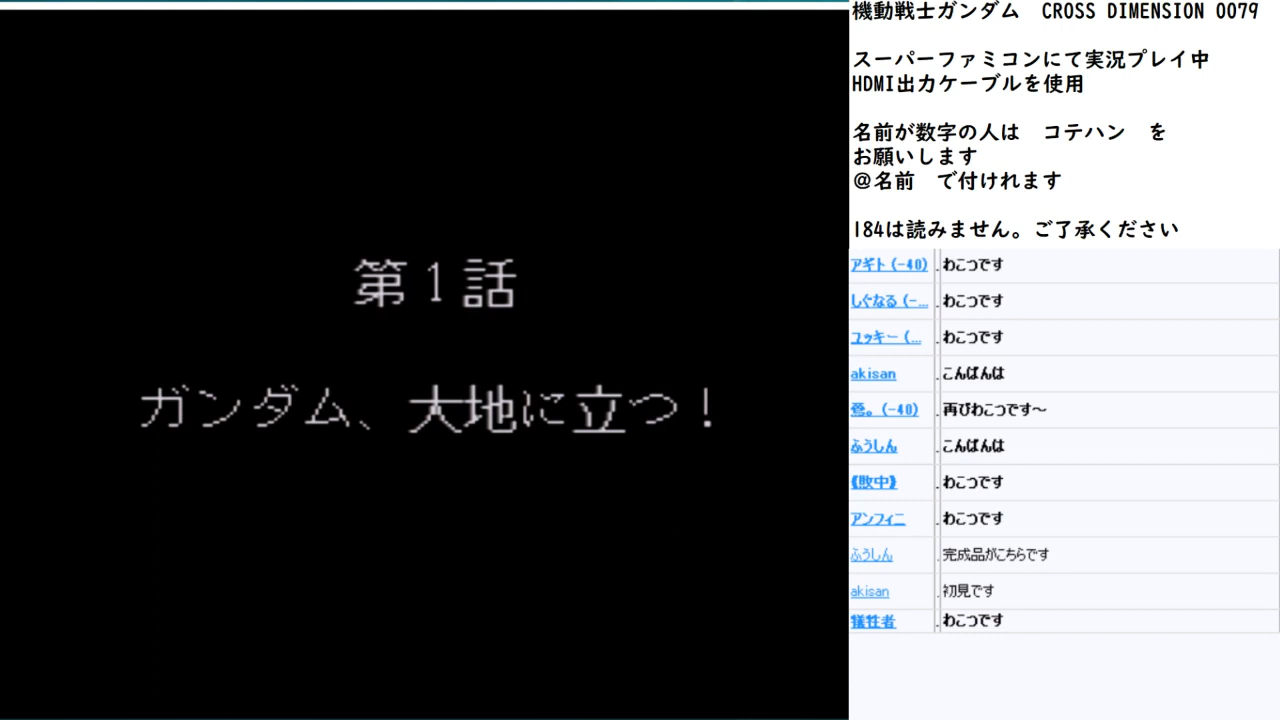 第1話
ガンダム、大地に立つ！
機動戦士ガンダム　CROSS DIMENSION 0079
スーパーファミコンにて実況プレイ中
HDMI出力ケーブルを使用
名前が数字の人は　コテハン　を
お願いします
＠名前　で付けれます
184は読みません。ご了承ください
アギト (-40) わこつです
しぐなる (-... わこつです
ユッキー (... わこつです
akisan こんばんは
(-40) 再びわこつです～
ふうしん こんばんは
《敗中》 わこつです
アンフィニ わこつです
ふうしん 完成品がこちらです
akisan 初見です
犠牲者 わこつです